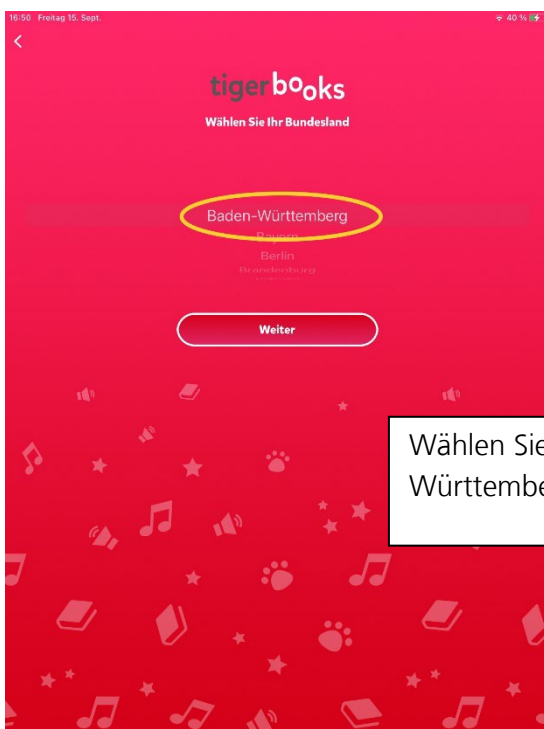 16:50 Freitag 15. Sept. 40 %
tigerbooks
Wählen Sie Ihr Bundesland
Baden-Württemberg
Bayern
Berlin
Brandenburg
Weiter
Wählen Sie